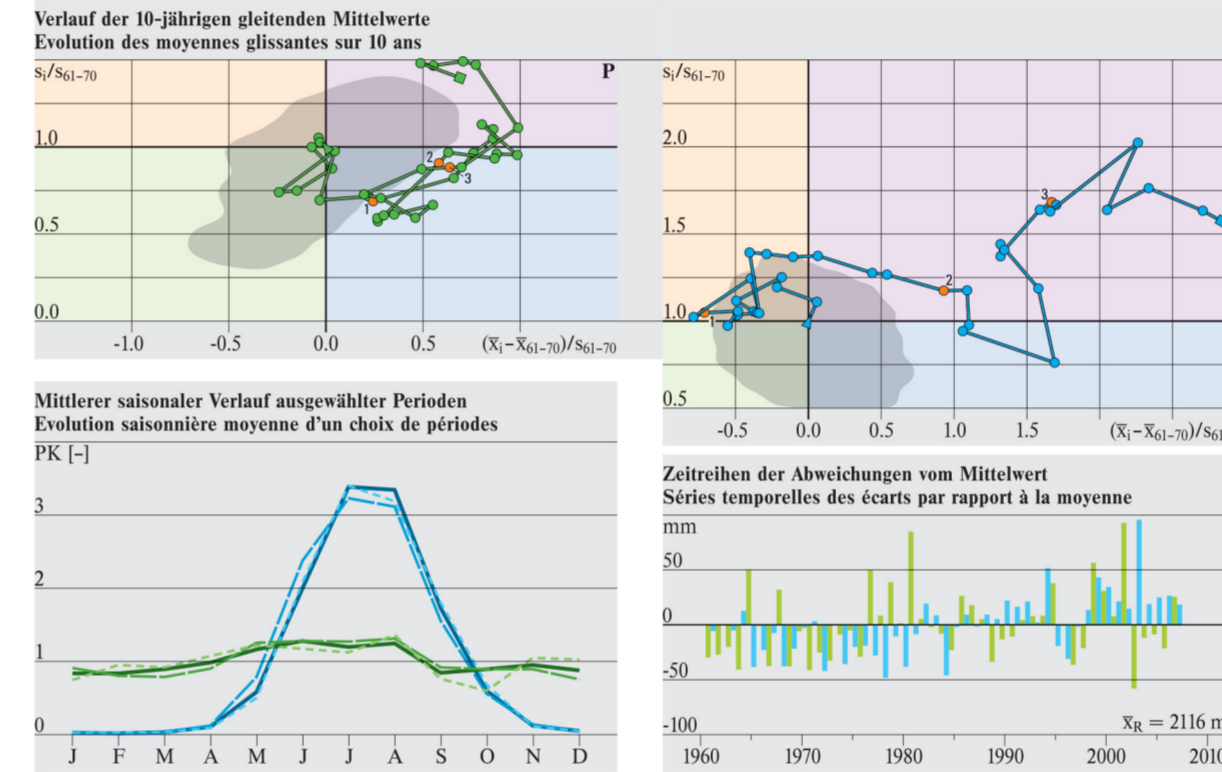 Verlauf der 10-jährigen gleitenden Mittelwerte
Evolution des moyennes glissantes sur 10 ans
si/s61–70
P
1.0
0.5
0.0
2
3
1
-1.0 -0.5 0.0 0.5 (x̅i–x̅61–70)/s61–70
si/s61–70
2.0
1.5
1.0
0.5
3
2
1
-0.5 0.0 0.5 1.0 1.5 (x̅i–x̅61–70)/s61
Mittlerer saisonaler Verlauf ausgewählter Perioden
Evolution saisonnière moyenne d’un choix de périodes
PK [–]
3
2
1
0
J F M A M J J A S O N D
Zeitreihen der Abweichungen vom Mittelwert
Séries temporelles des écarts par rapport à la moyenne
mm
50
0
-50
-100
x̅R = 2116 m
1960 1970 1980 1990 2000 2010